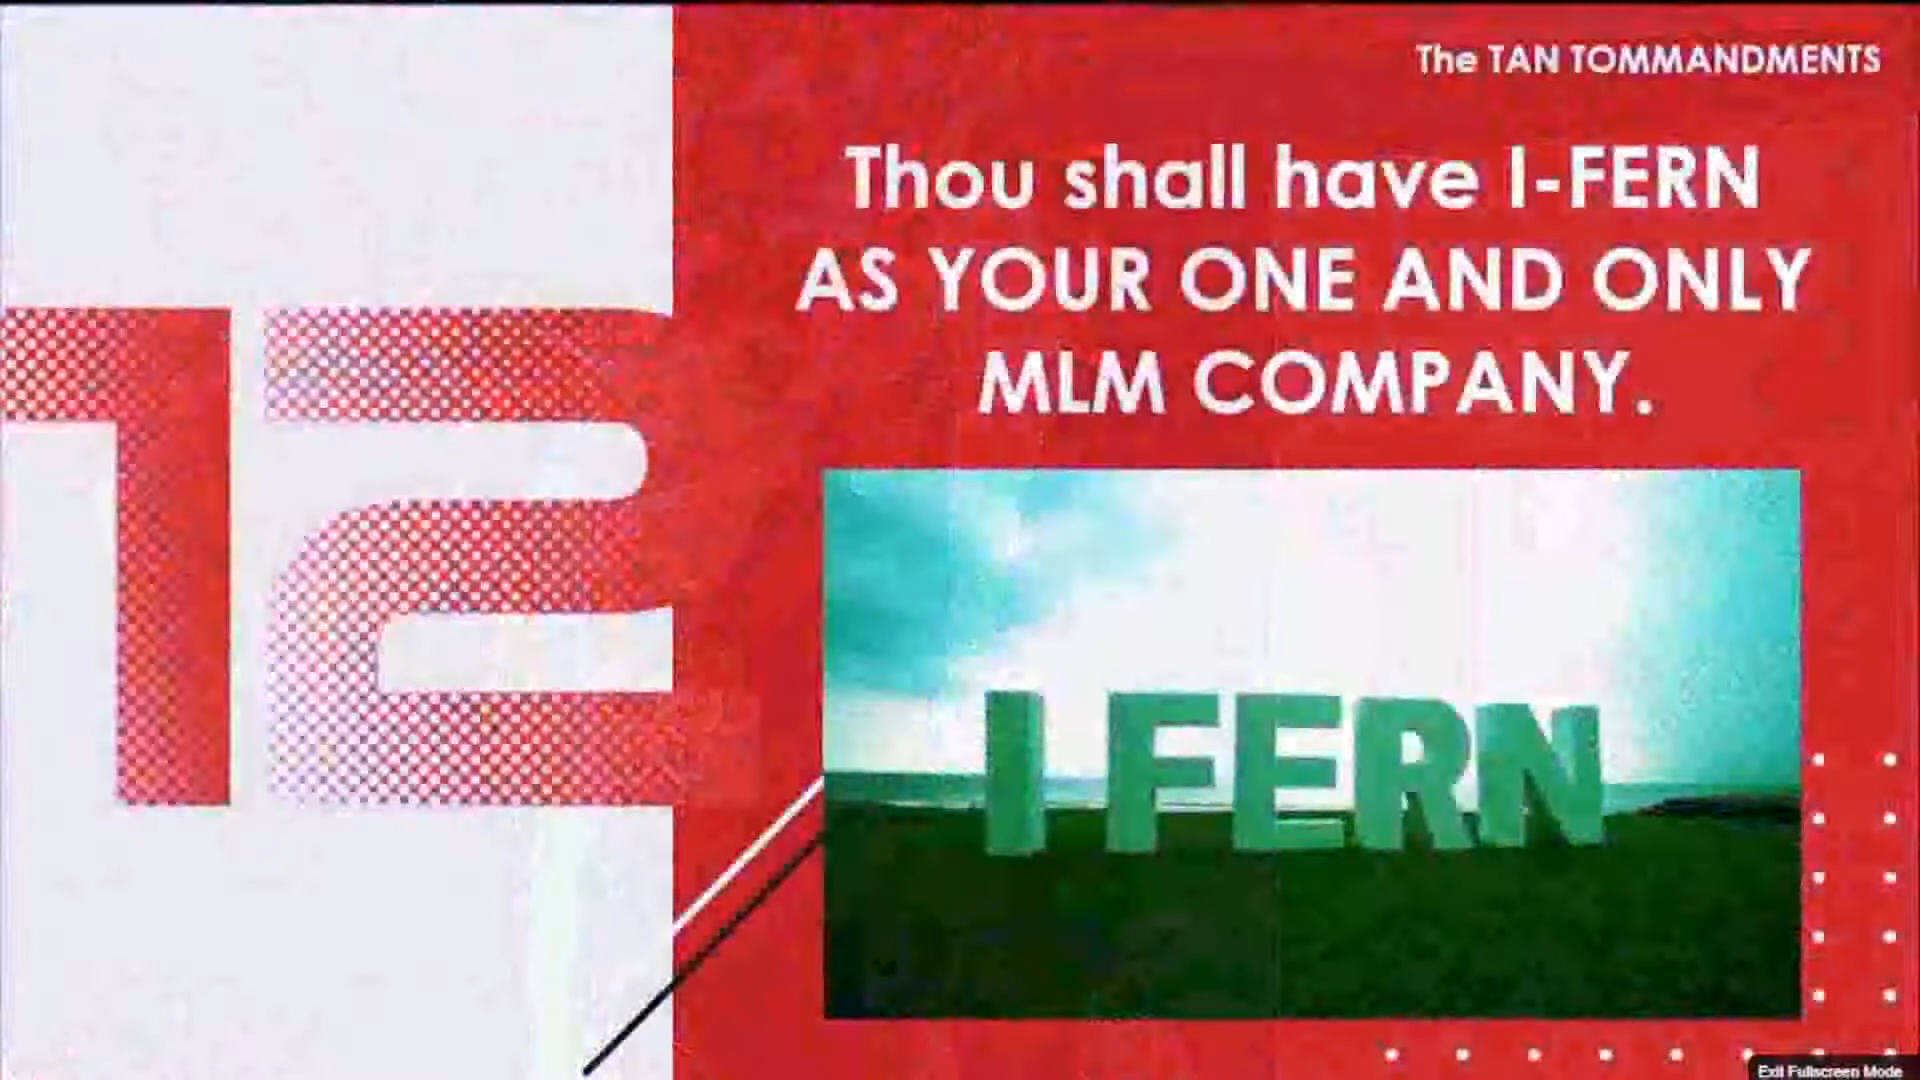 The TAN TOMMANDMENTS
Thou shall have I-FERN
AS YOUR ONE AND ONLY
MLM COMPANY.
12
I FERN
Exit Fullscreen Mode